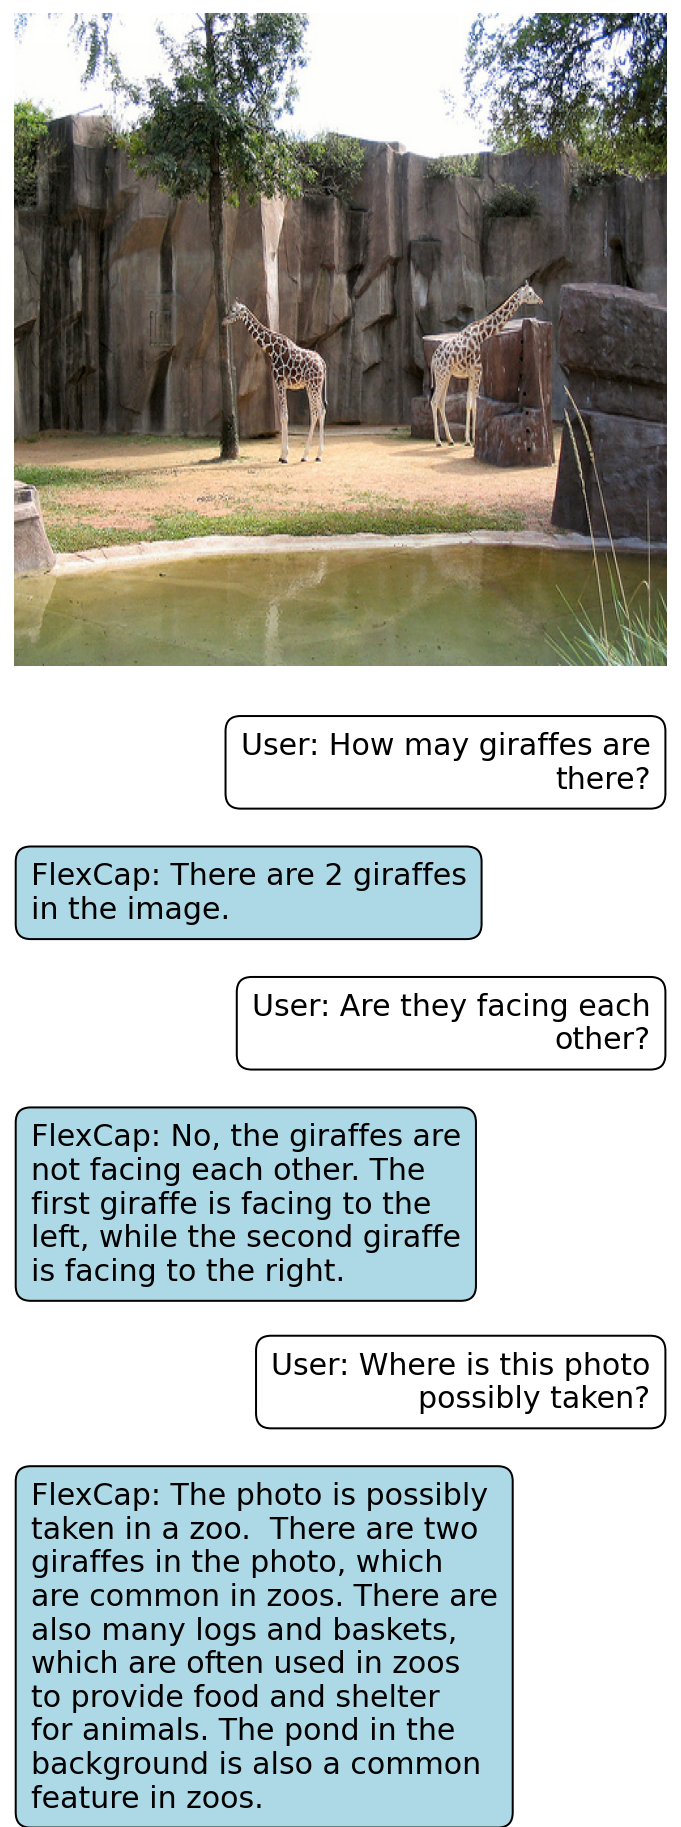 User: How may giraffes are
there?
FlexCap: There are 2 giraffes
in the image.
User: Are they facing each
other?
FlexCap: No, the giraffes are
not facing each other. The
first giraffe is facing to the
left, while the second giraffe
is facing to the right.
User: Where is this photo
possibly taken?
FlexCap: The photo is possibly
taken in a zoo.  There are two
giraffes in the photo, which
are common in zoos. There are
also many logs and baskets,
which are often used in zoos
to provide food and shelter
for animals. The pond in the
background is also a common
feature in zoos.